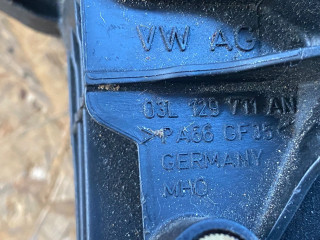 VW AG
03L 129 711 AN
>PA66 GF35<
GERMANY
MHO